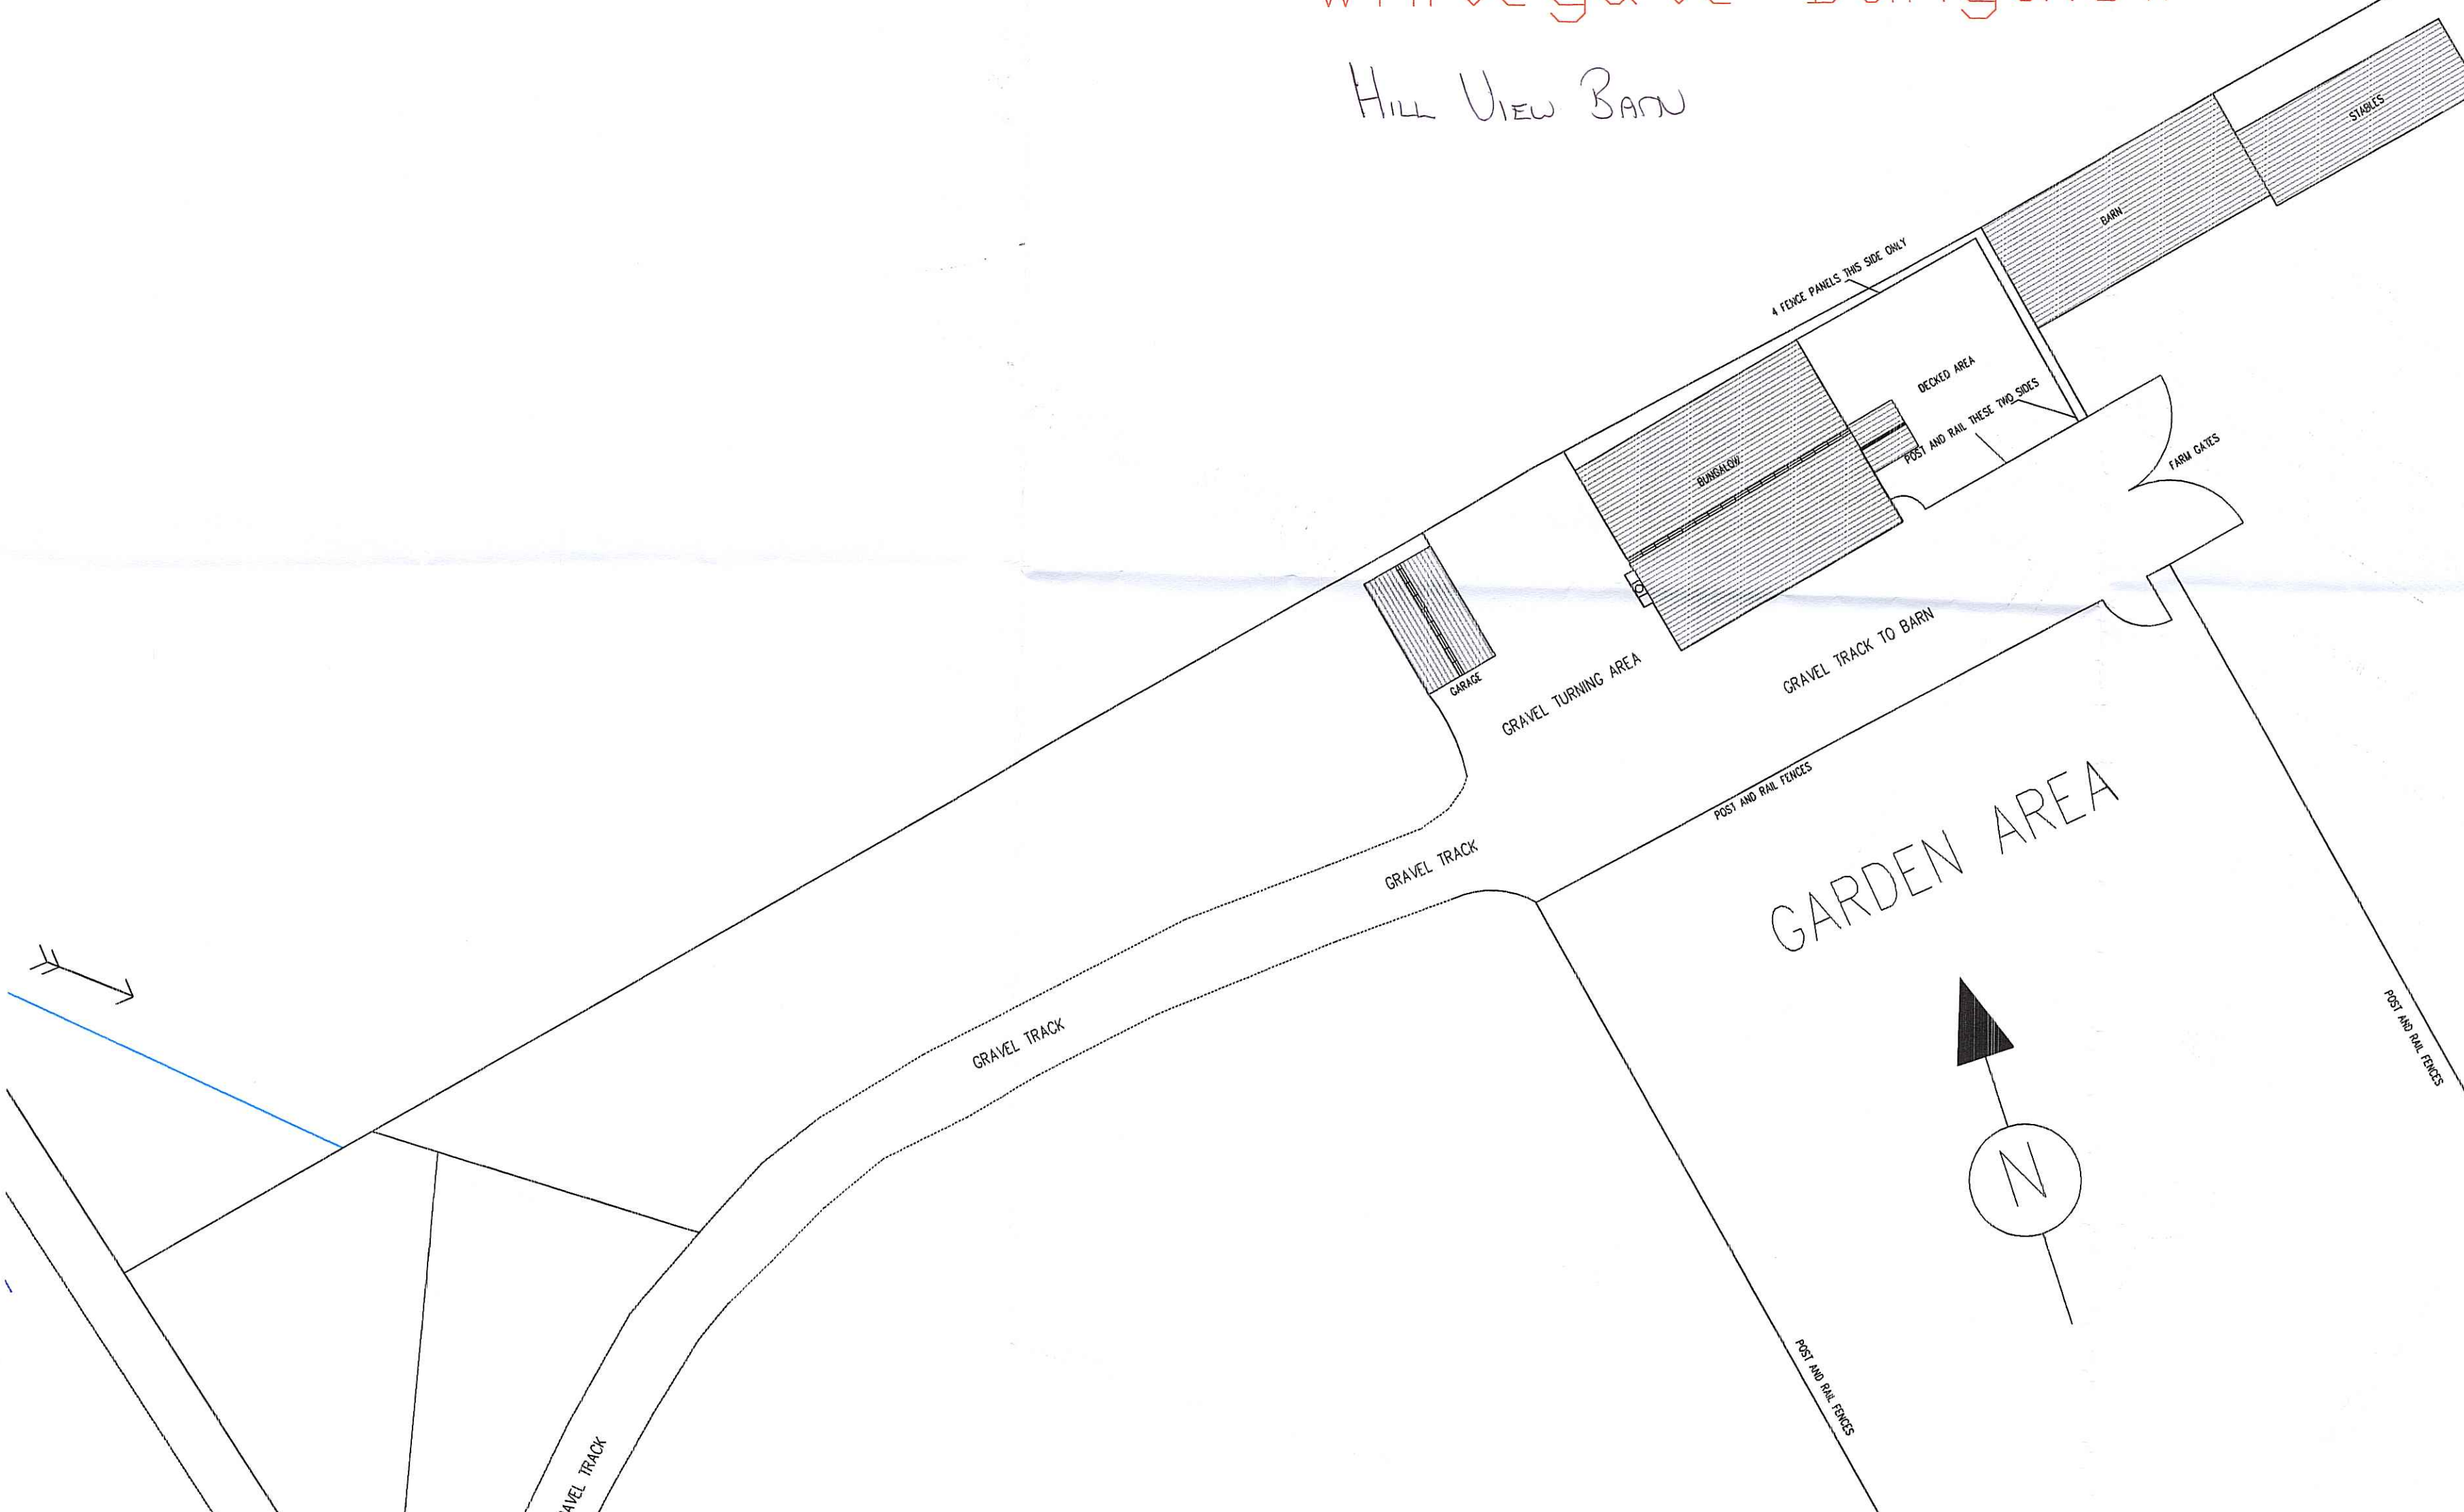 HILL VIEW BARN
STABLES
BARN
4 FENCE PANELS THIS SIDE ONLY
DECKED AREA
POST AND RAIL THESE TWO SIDES
FARM GATES
BUNGALOW
GARAGE
GRAVEL TURNING AREA
GRAVEL TRACK TO BARN
POST AND RAIL FENCES
GRAVEL TRACK
GARDEN AREA
GRAVEL TRACK
POST AND RAIL FENCES
N
POST AND RAIL FENCES
AVEL TRACK